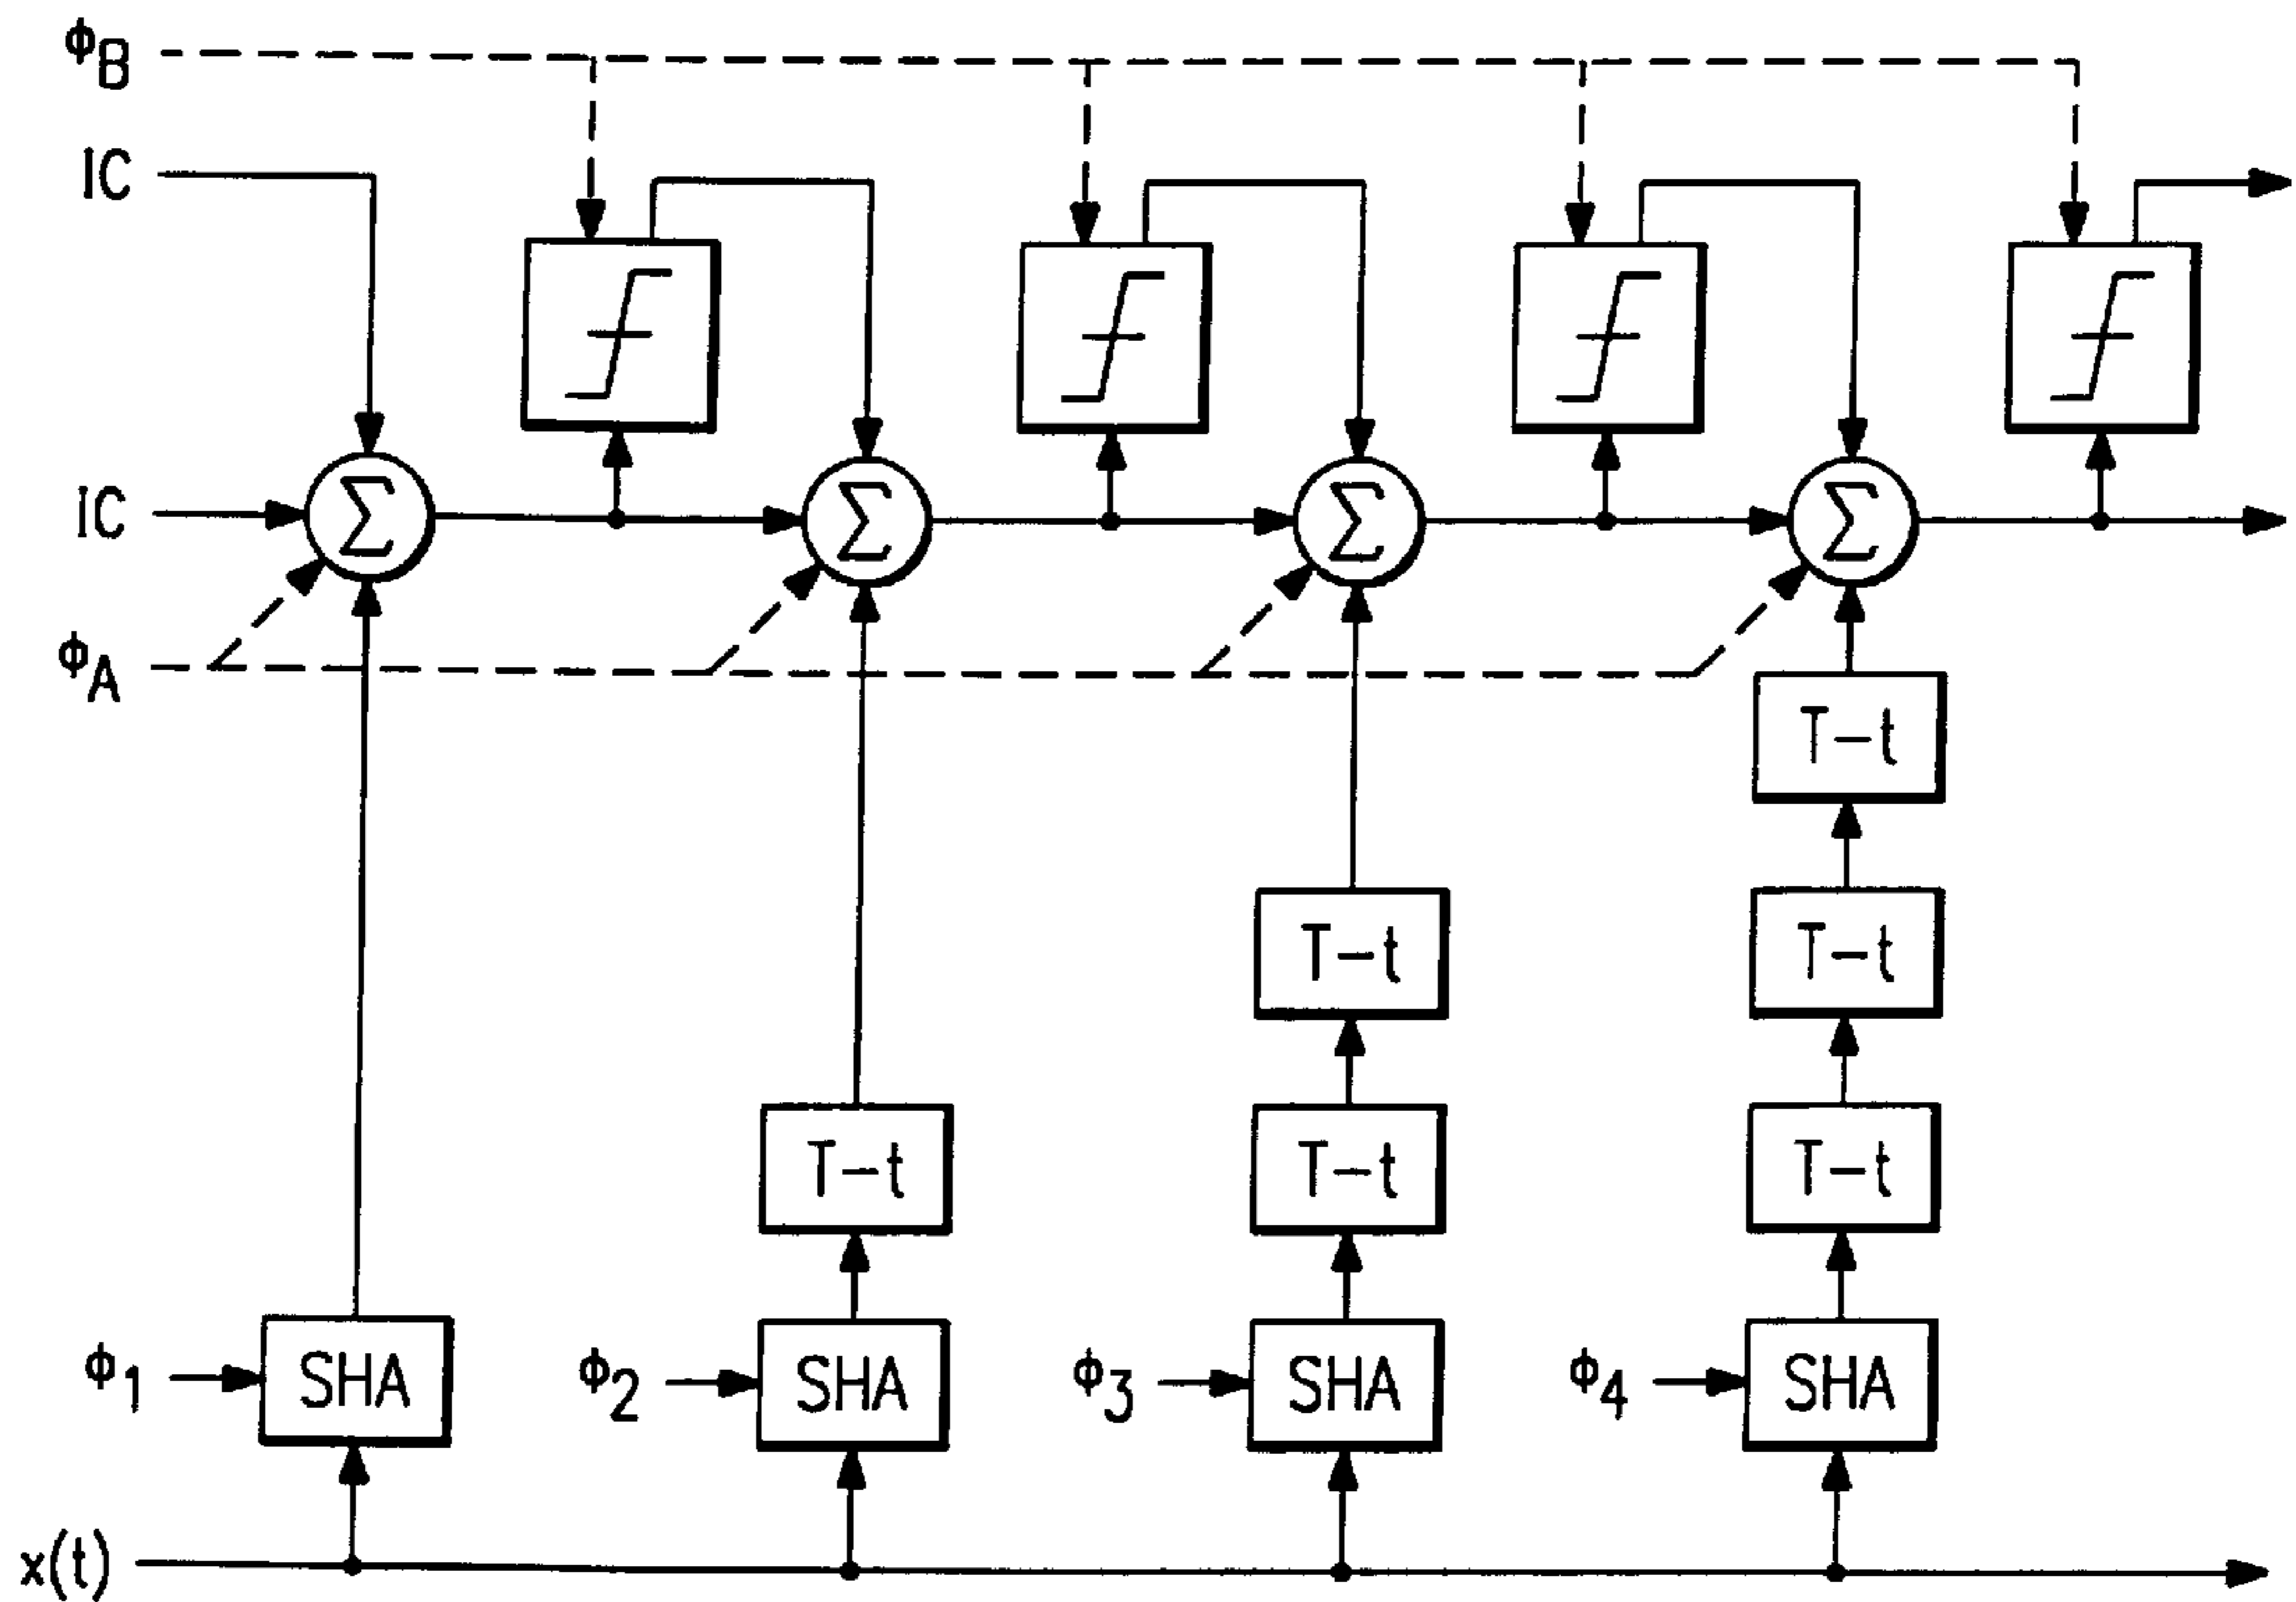 ϕB
IC
IC
Σ Σ Σ Σ
ϕA
T–t
T–t T–t
T–t T–t T–t
ϕ1 SHA ϕ2 SHA ϕ3 SHA ϕ4 SHA
x(t)